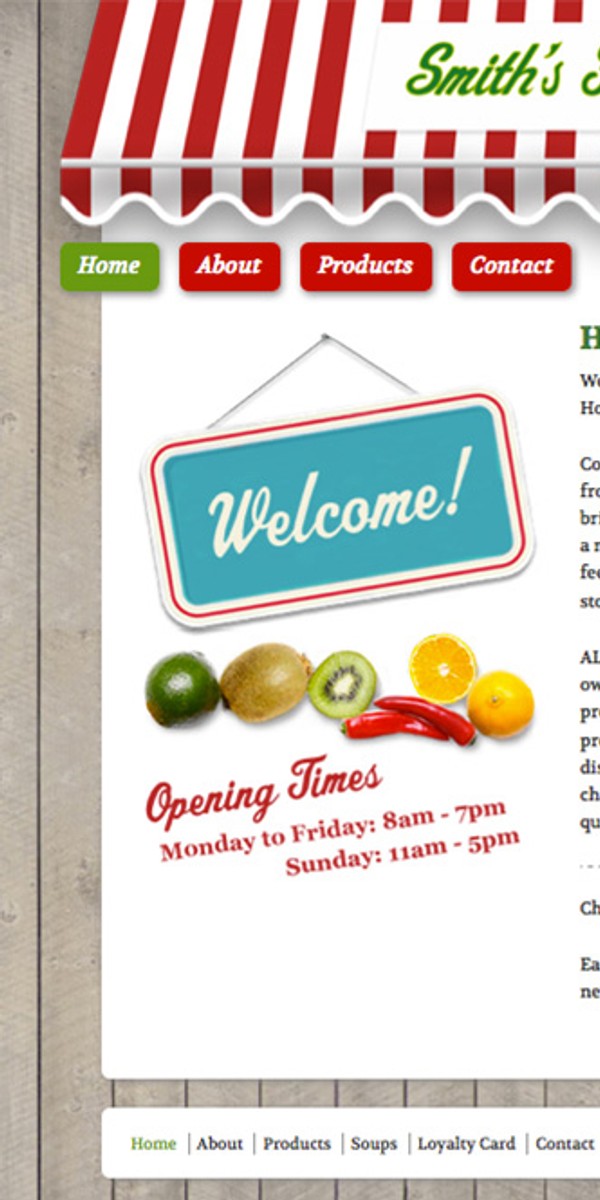 Smith's
Home About Products Contact
Welcome!
Opening Times
Monday to Friday: 8am - 7pm
Sunday: 11am - 5pm
a
Home | About | Products | Soups | Loyalty Card | Contact